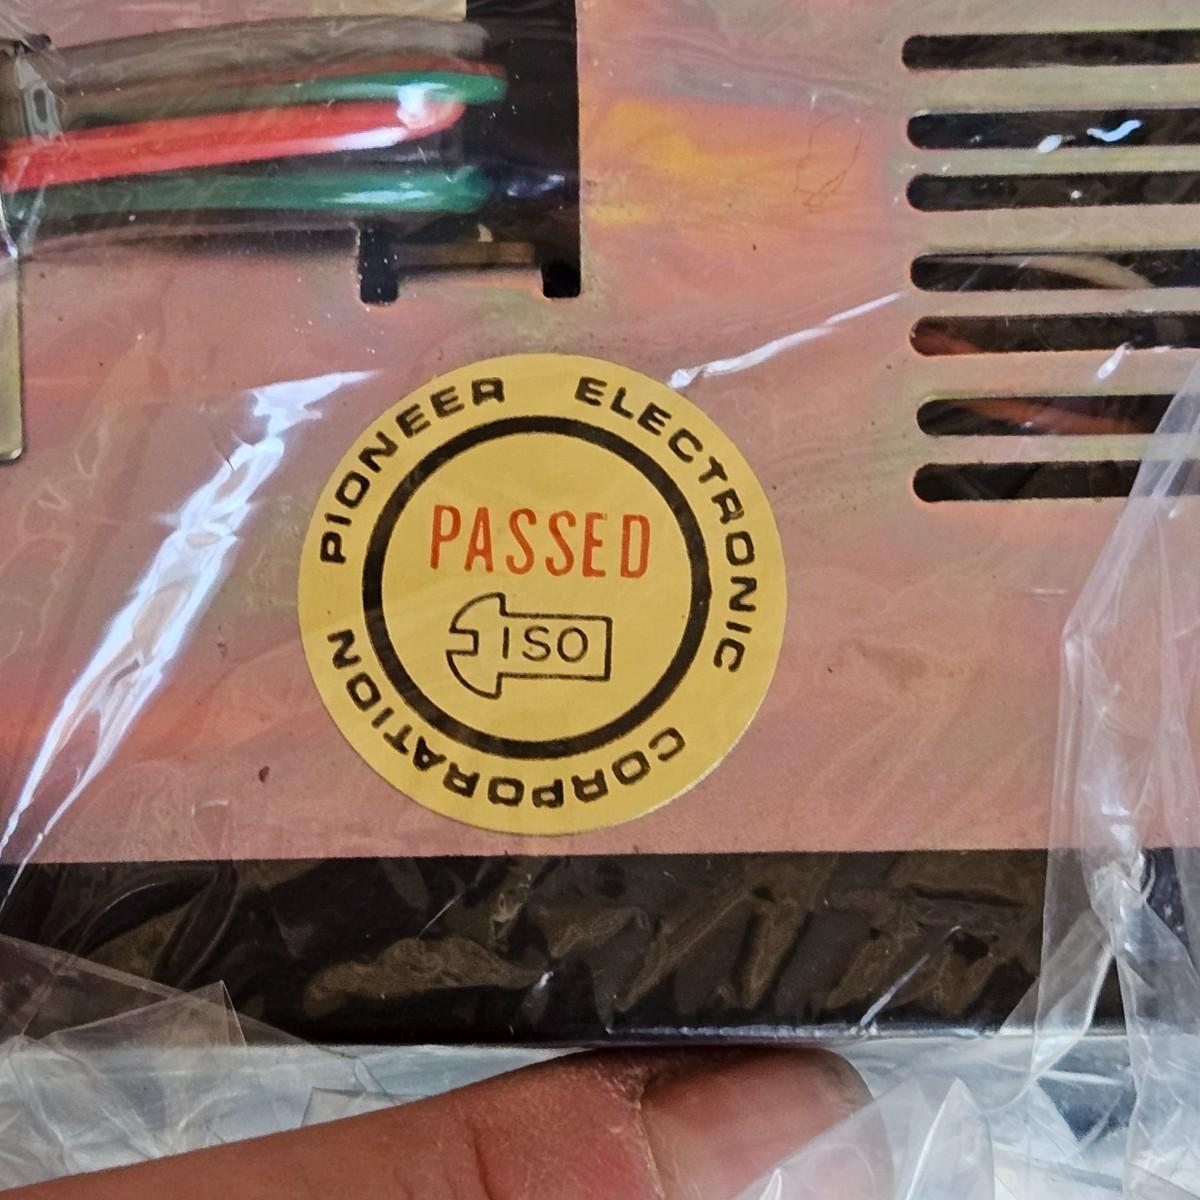 PIONEER ELECTRONIC
CORPORATION
PASSED
ISO